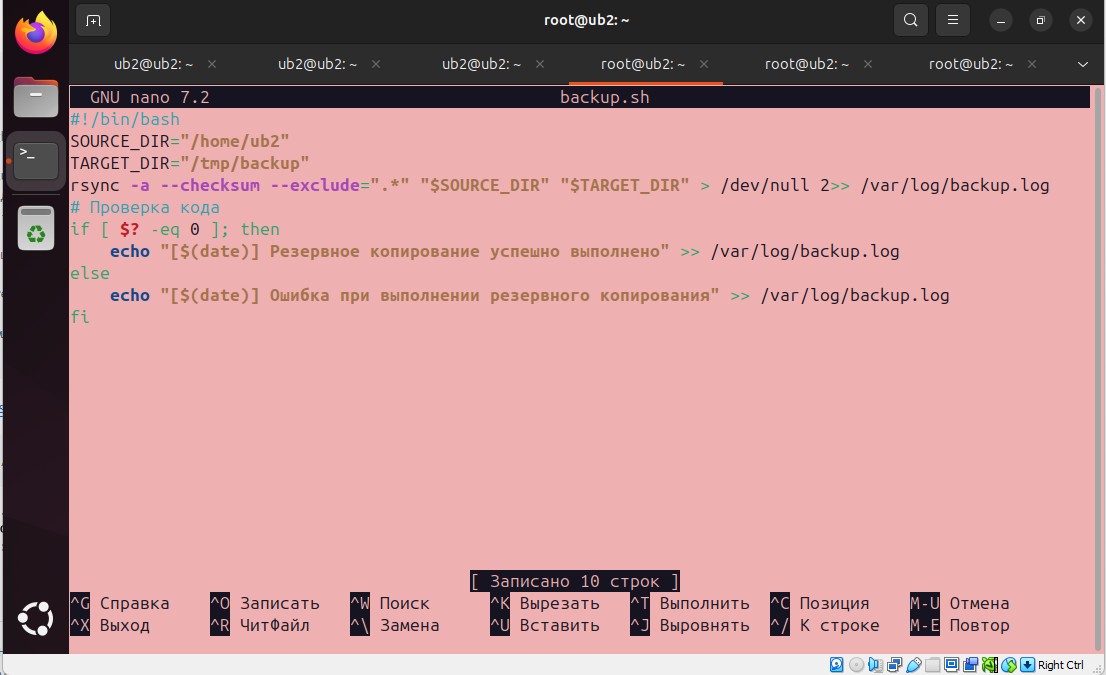 root@ub2: ~
ub2@ub2: ~ ub2@ub2: ~ ub2@ub2: ~ root@ub2: ~ root@ub2: ~ root@ub2: ~
GNU nano 7.2 backup.sh
#!/bin/bash
SOURCE_DIR="/home/ub2"
TARGET_DIR="/tmp/backup"
rsync -a --checksum --exclude=".*" "$SOURCE_DIR" "$TARGET_DIR" > /dev/null 2>> /var/log/backup.log
# Проверка кода
if [ $? -eq 0 ]; then
    echo "[$(date)] Резервное копирование успешно выполнено" >> /var/log/backup.log
else
    echo "[$(date)] Ошибка при выполнении резервного копирования" >> /var/log/backup.log
fi
[ Записано 10 строк ]
^G Справка ^O Записать ^W Поиск ^K Вырезать ^T Выполнить ^C Позиция M-U Отмена
^X Выход ^R ЧитФайл ^\ Замена ^U Вставить ^J Выровнять ^/ К строке M-E Повтор
Right Ctrl